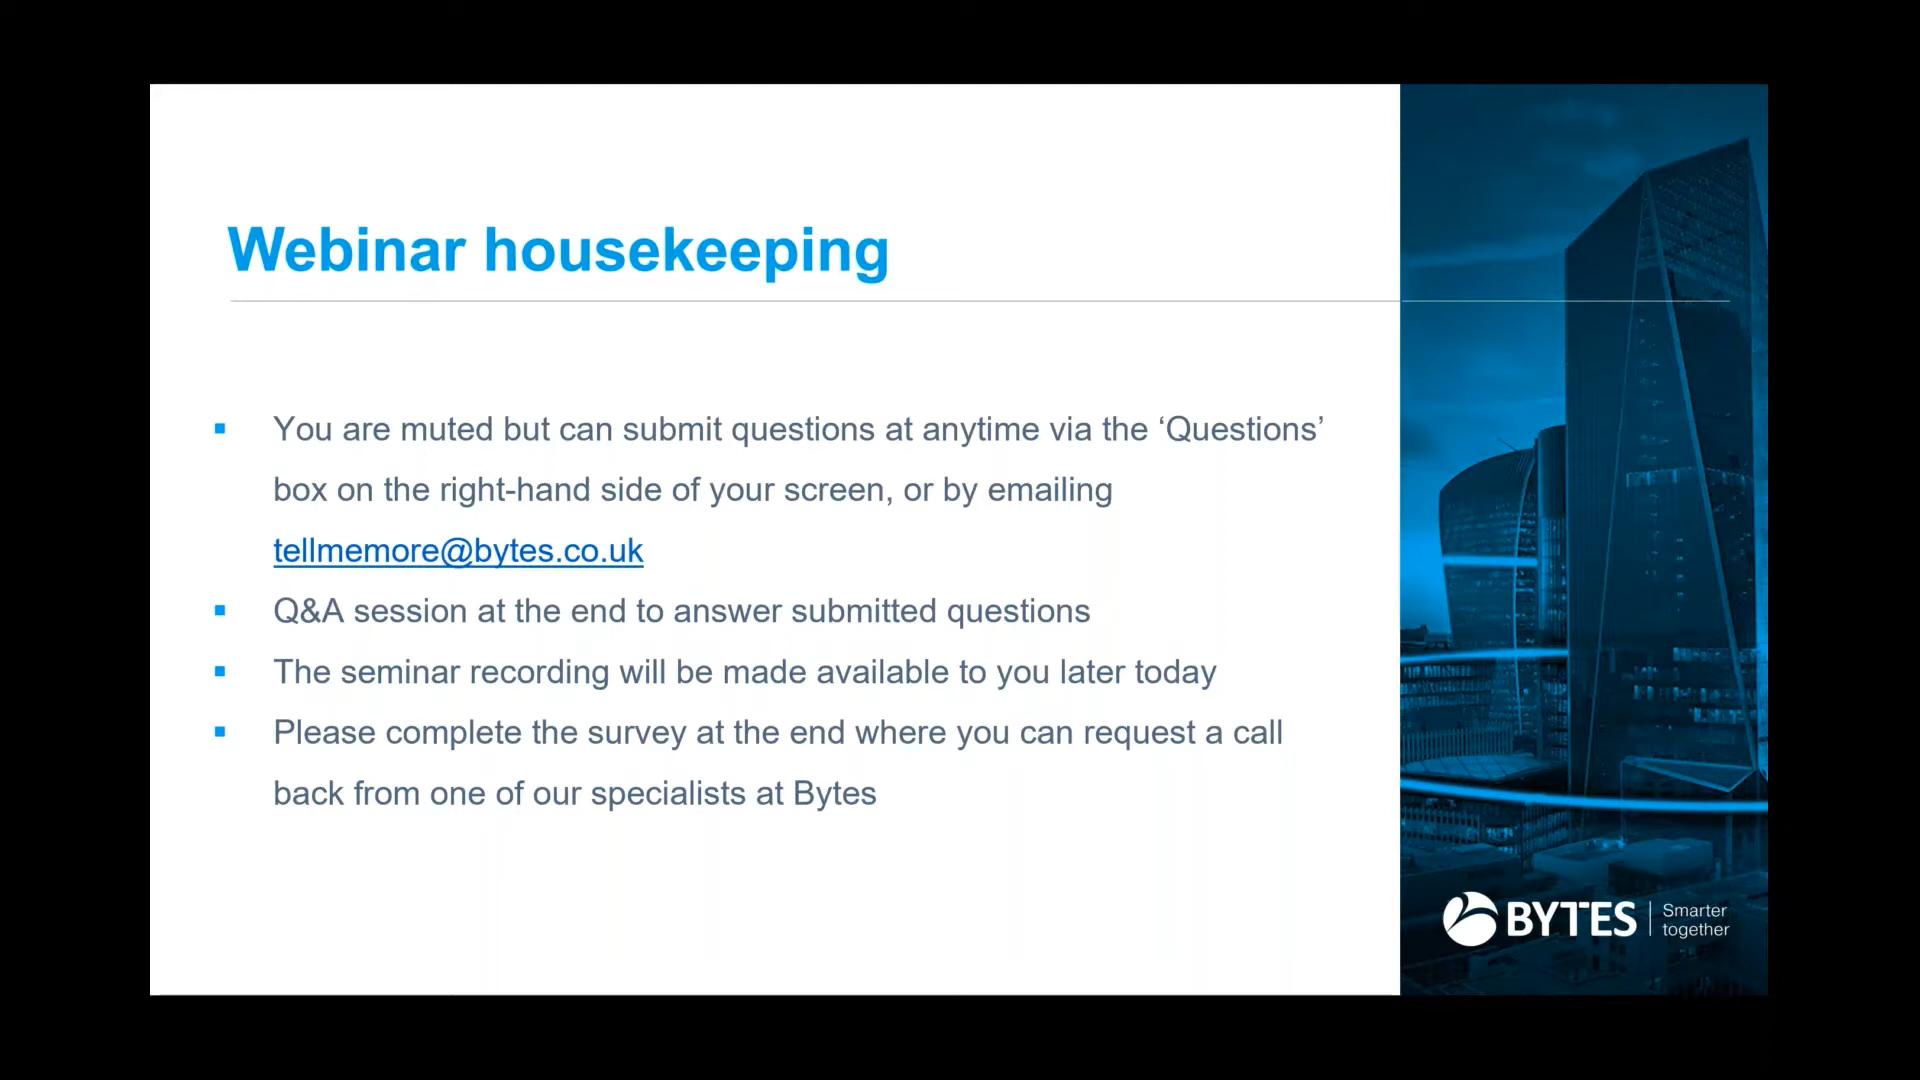 Webinar housekeeping
You are muted but can submit questions at anytime via the ‘Questions’
box on the right-hand side of your screen, or by emailing
tellmemore@bytes.co.uk
Q&A session at the end to answer submitted questions
The seminar recording will be made available to you later today
Please complete the survey at the end where you can request a call
back from one of our specialists at Bytes
BYTES
Smarter
together